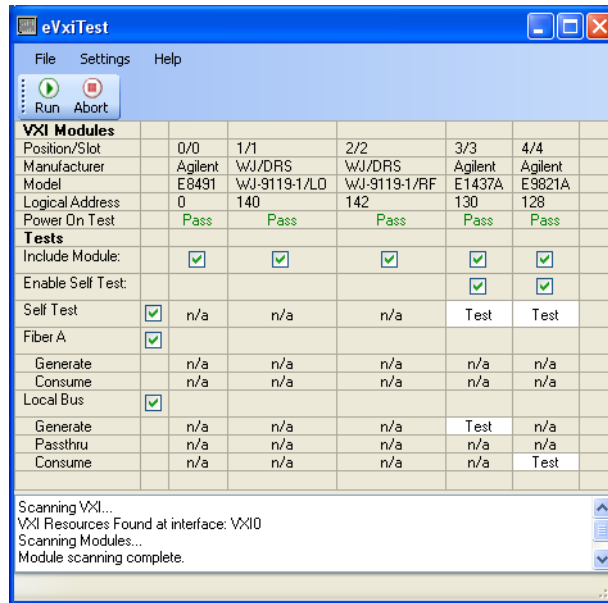 eVxiTest
File Settings Help
Run Abort
VXI Modules
Position/Slot 0/0 1/1 2/2 3/3 4/4
Manufacturer Agilent WJ/DRS WJ/DRS Agilent Agilent
Model E8491 WJ-9119-1/LO WJ-9119-1/RF E1437A E9821A
Logical Address 0 140 142 130 128
Power On Test Pass Pass Pass Pass Pass
Tests
Include Module:
Enable Self Test:
Self Test n/a n/a n/a Test Test
Fiber A
Generate n/a n/a n/a n/a n/a
Consume n/a n/a n/a n/a n/a
Local Bus
Generate n/a n/a n/a Test n/a
Passthru n/a n/a n/a n/a n/a
Consume n/a n/a n/a n/a Test
Scanning VXI...
VXI Resources Found at interface: VXI0
Scanning Modules...
Module scanning complete.